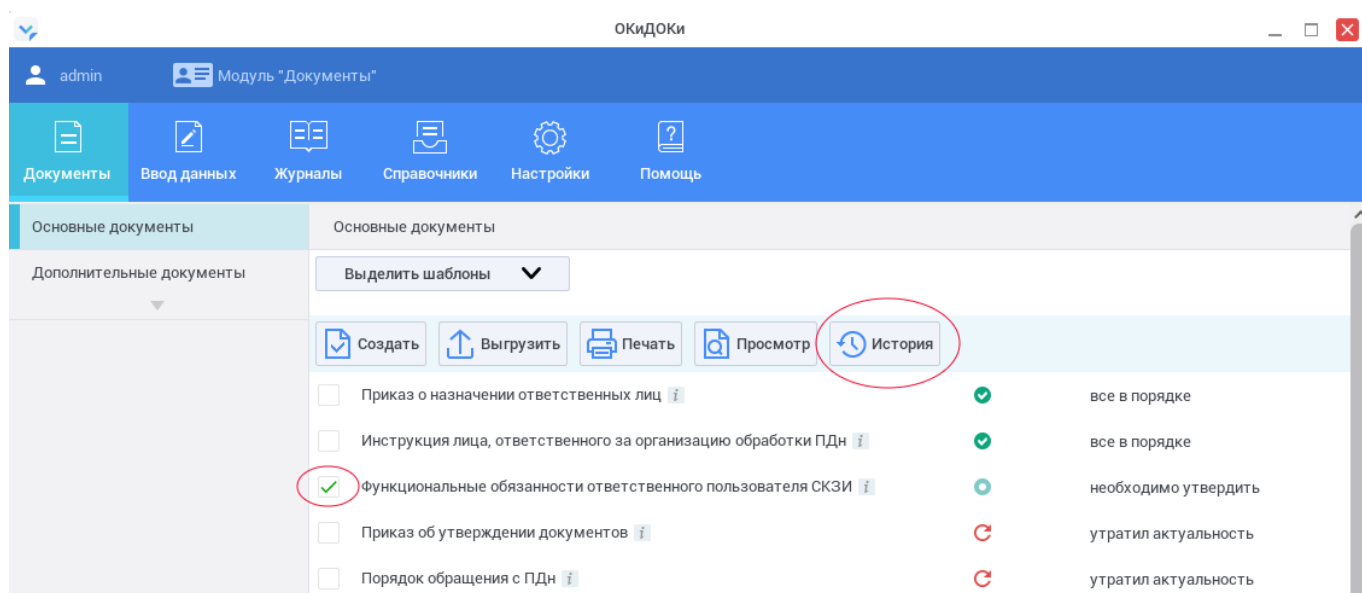 ОКиДОКи
admin Модуль "Документы"
Документы Ввод данных Журналы Справочники Настройки Помощь
Основные документы Основные документы
Дополнительные документы Выделить шаблоны
Создать Выгрузить Печать Просмотр История
Приказ о назначении ответственных лиц i все в порядке
Инструкция лица, ответственного за организацию обработки ПДн i все в порядке
Функциональные обязанности ответственного пользователя СКЗИ i необходимо утвердить
Приказ об утверждении документов i утратил актуальность
Порядок обращения с ПДн i утратил актуальность